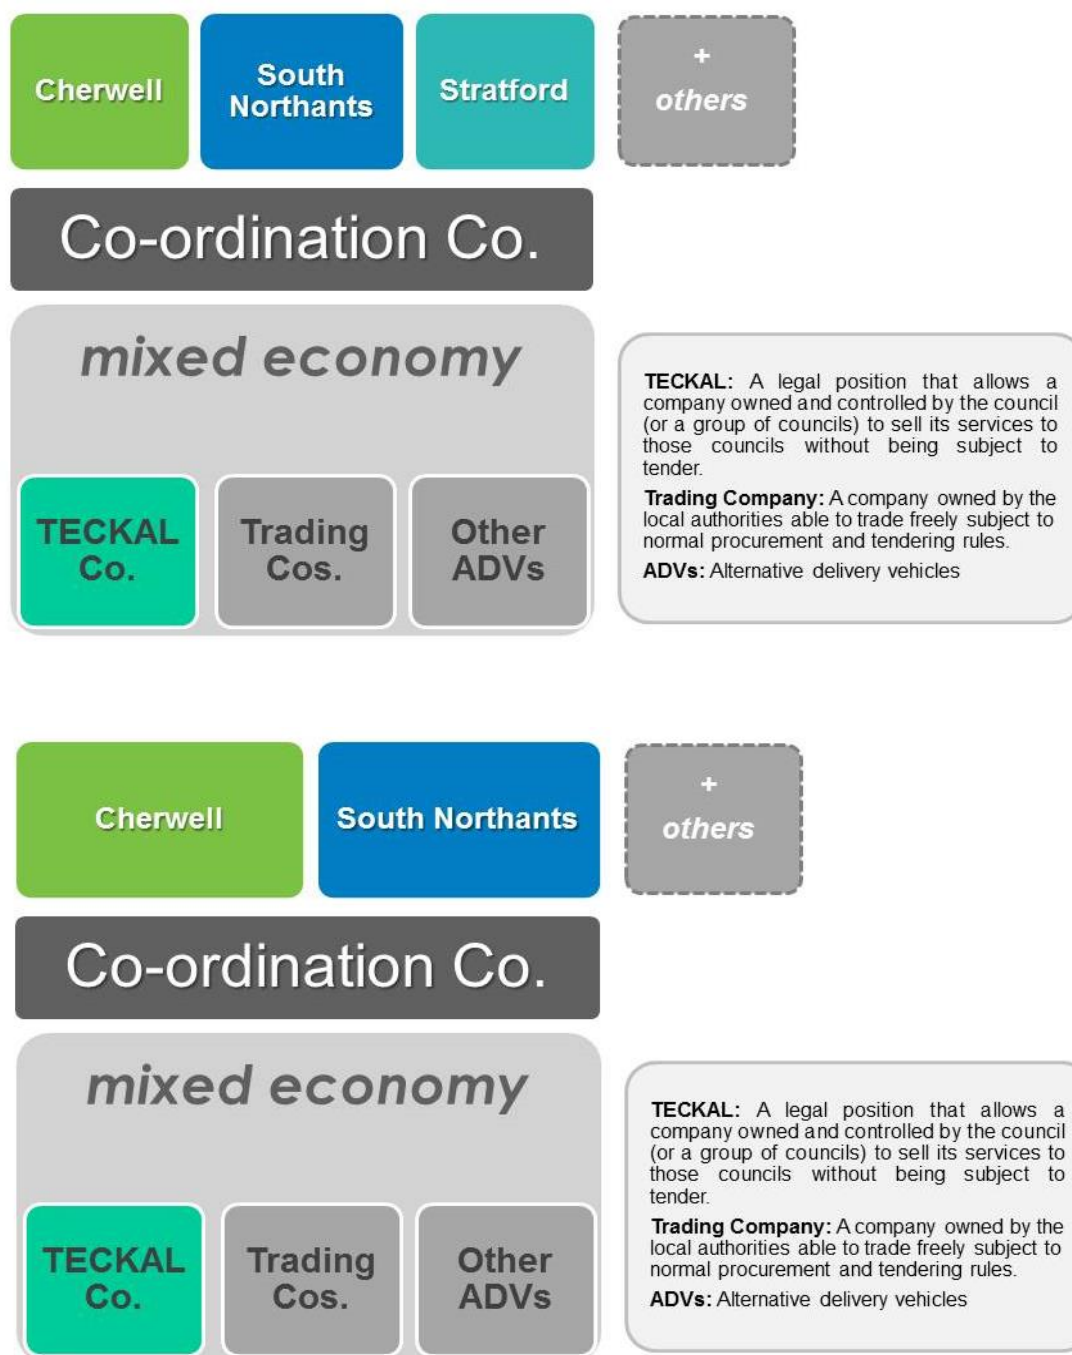 Cherwell
South
Northants
Stratford
+
others
Co-ordination Co.
mixed economy
TECKAL
Co.
Trading
Cos.
Other
ADVs
TECKAL: A legal position that allows a
company owned and controlled by the council
(or a group of councils) to sell its services to
those councils without being subject to
tender.
Trading Company: A company owned by the
local authorities able to trade freely subject to
normal procurement and tendering rules.
ADVs: Alternative delivery vehicles
Cherwell
South Northants
+
others
Co-ordination Co.
mixed economy
TECKAL
Co.
Trading
Cos.
Other
ADVs
TECKAL: A legal position that allows a
company owned and controlled by the council
(or a group of councils) to sell its services to
those councils without being subject to
tender.
Trading Company: A company owned by the
local authorities able to trade freely subject to
normal procurement and tendering rules.
ADVs: Alternative delivery vehicles